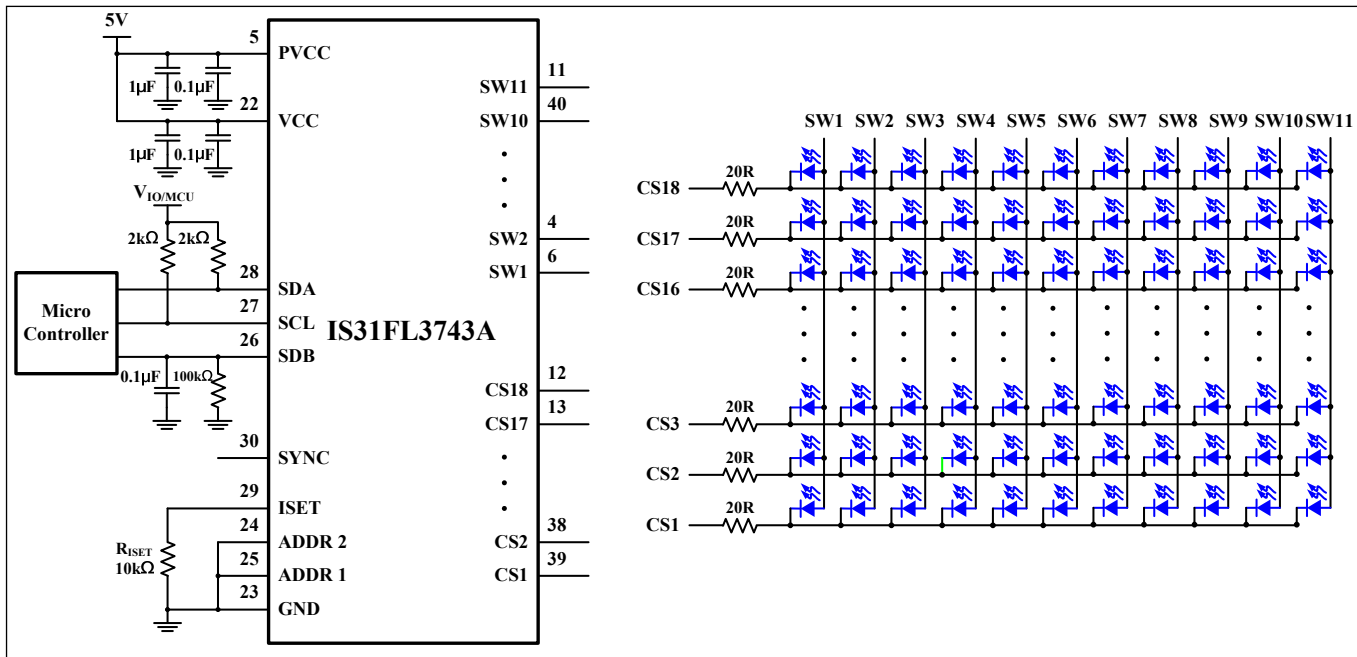 5V
5
PVCC
1µF
0.1µF
22
VCC
1µF
0.1µF
V_IO/MCU
2kΩ
2kΩ
28
SDA
27
SCL
26
SDB
Micro
Controller
0.1µF
100kΩ
30
SYNC
29
ISET
24
ADDR 2
25
ADDR 1
23
GND
R_ISET
10kΩ
IS31FL3743A
11
SW11
40
SW10
4
SW2
6
SW1
12
CS18
13
CS17
38
CS2
39
CS1
SW1 SW2 SW3 SW4 SW5 SW6 SW7 SW8 SW9 SW10 SW11
20R
CS18
20R
CS17
20R
CS16
20R
CS3
20R
CS2
20R
CS1